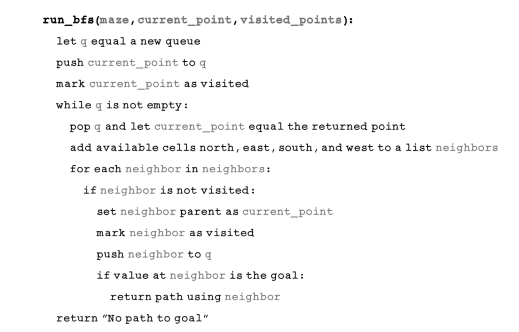 run_bfs(maze,current_point,visited_points):
let q equal a new queue
push current_point to q
mark current_point as visited
while q is not empty:
pop q and let current_point equal the returned point
add available cells north, east, south, and west to a list neighbors
for each neighbor in neighbors:
if neighbor is not visited:
set neighbor parent as current_point
mark neighbor as visited
push neighbor to q
if value at neighbor is the goal:
return path using neighbor
return "No path to goal"